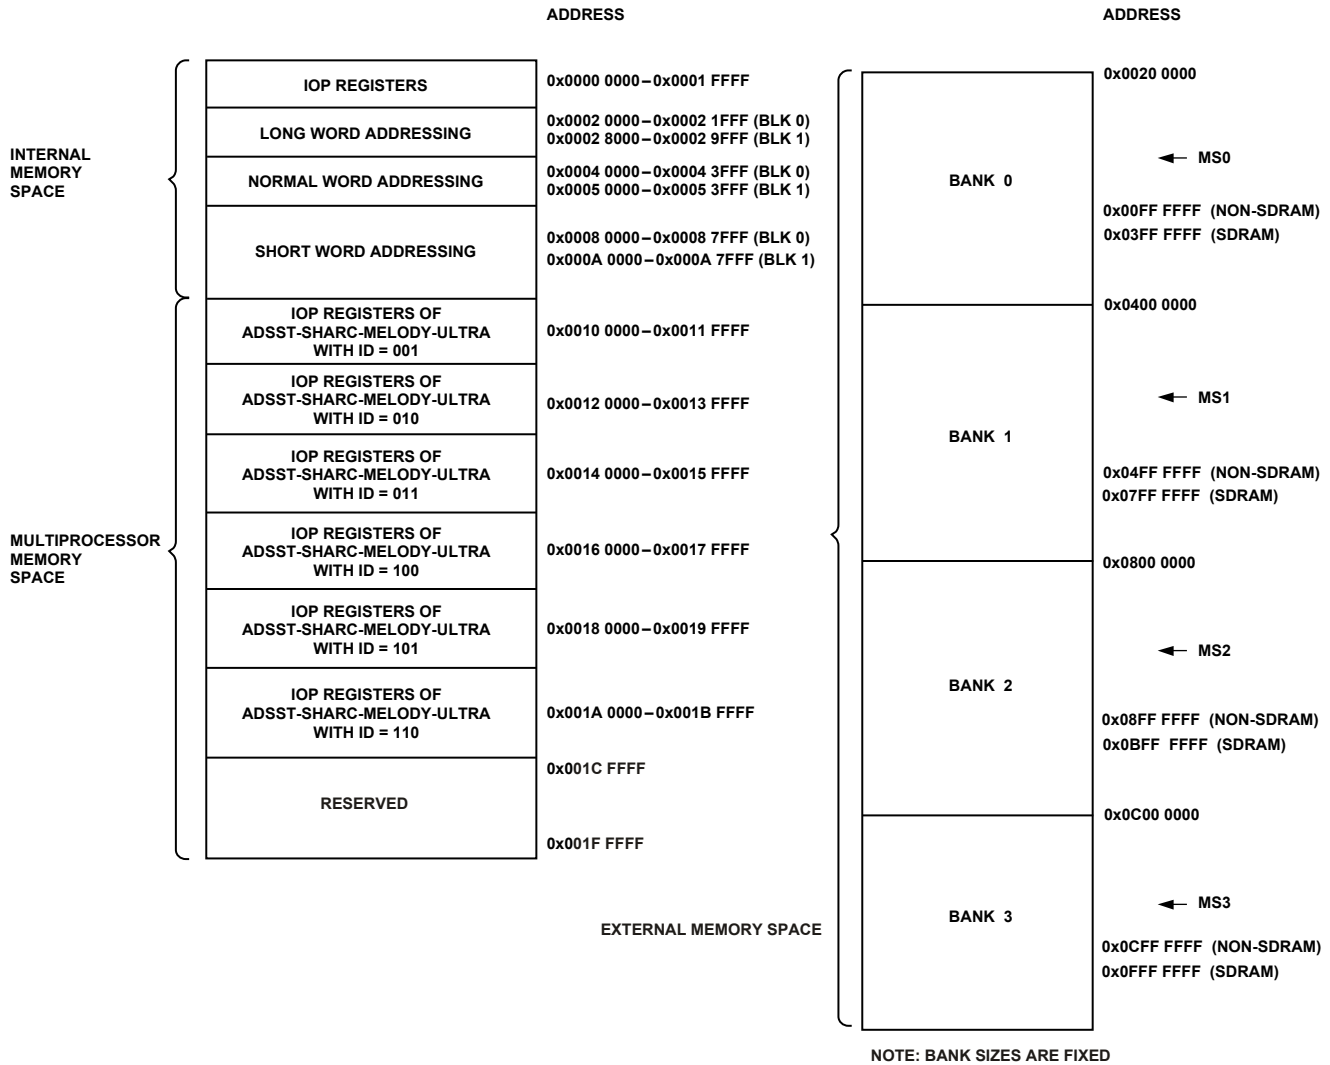 ADDRESS
IOP REGISTERS
0x0000 0000–0x0001 FFFF
INTERNAL
MEMORY
SPACE
LONG WORD ADDRESSING
0x0002 0000–0x0002 1FFF (BLK 0)
0x0002 8000–0x0002 9FFF (BLK 1)
NORMAL WORD ADDRESSING
0x0004 0000–0x0004 3FFF (BLK 0)
0x0005 0000–0x0005 3FFF (BLK 1)
SHORT WORD ADDRESSING
0x0008 0000–0x0008 7FFF (BLK 0)
0x000A 0000–0x000A 7FFF (BLK 1)
MULTIPROCESSOR
MEMORY
SPACE
IOP REGISTERS OF
ADSST-SHARC-MELODY-ULTRA
WITH ID = 001
0x0010 0000–0x0011 FFFF
IOP REGISTERS OF
ADSST-SHARC-MELODY-ULTRA
WITH ID = 010
0x0012 0000–0x0013 FFFF
IOP REGISTERS OF
ADSST-SHARC-MELODY-ULTRA
WITH ID = 011
0x0014 0000–0x0015 FFFF
IOP REGISTERS OF
ADSST-SHARC-MELODY-ULTRA
WITH ID = 100
0x0016 0000–0x0017 FFFF
IOP REGISTERS OF
ADSST-SHARC-MELODY-ULTRA
WITH ID = 101
0x0018 0000–0x0019 FFFF
IOP REGISTERS OF
ADSST-SHARC-MELODY-ULTRA
WITH ID = 110
0x001A 0000–0x001B FFFF
0x001C FFFF
RESERVED
0x001F FFFF
ADDRESS
0x0020 0000
MS0
BANK 0
0x00FF FFFF (NON-SDRAM)
0x03FF FFFF (SDRAM)
0x0400 0000
MS1
BANK 1
0x04FF FFFF (NON-SDRAM)
0x07FF FFFF (SDRAM)
0x0800 0000
MS2
BANK 2
0x08FF FFFF (NON-SDRAM)
0x0BFF FFFF (SDRAM)
0x0C00 0000
MS3
BANK 3
EXTERNAL MEMORY SPACE
0x0CFF FFFF (NON-SDRAM)
0x0FFF FFFF (SDRAM)
NOTE: BANK SIZES ARE FIXED